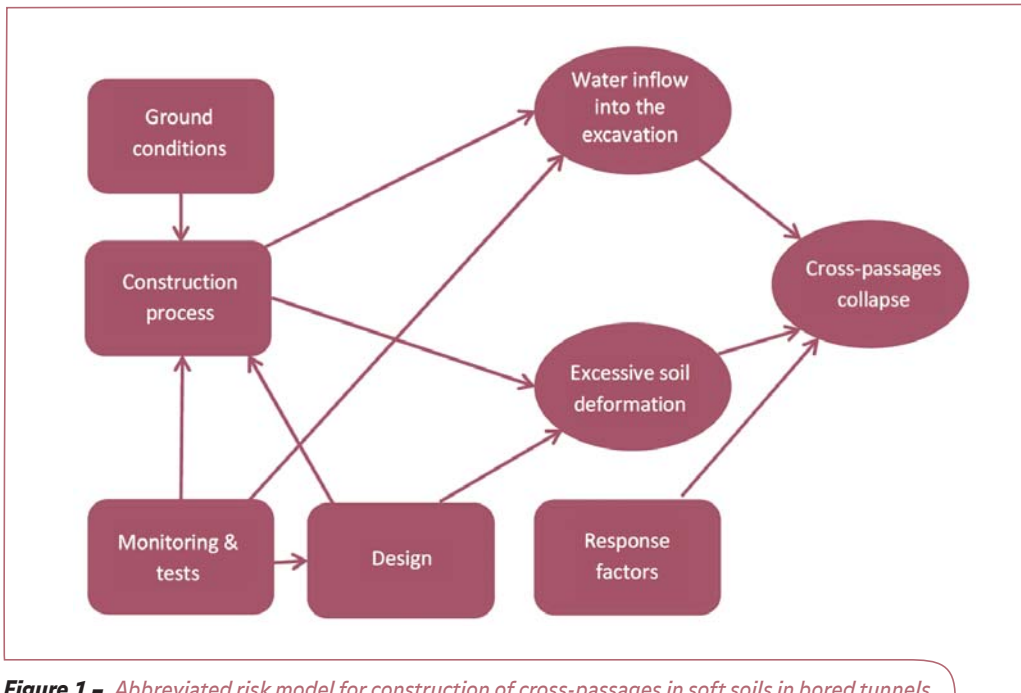 Ground
conditions
Water inflow
into the
excavation
Construction
process
Cross-passages
collapse
Excessive soil
deformation
Monitoring &
tests
Design
Response
factors
Figure 1 – Abbreviated risk model for construction of cross-passages in soft soils in bored tunnels